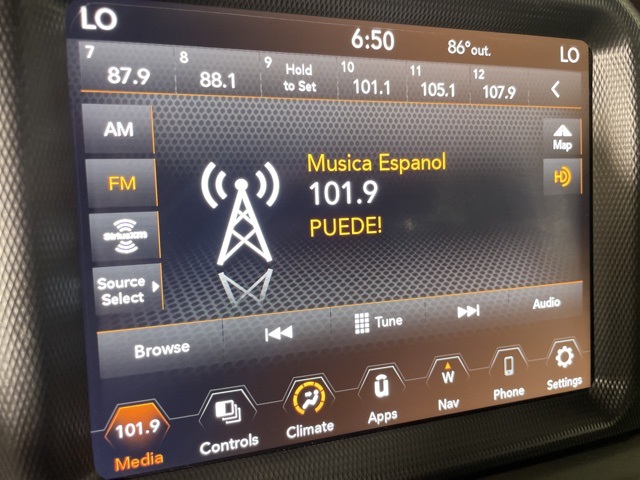 LO
6:50
86° out.
LO
7
87.9
8
88.1
9
Hold
to Set
10
101.1
11
105.1
12
107.9
AM
FM
SiriusXM
Source
Select
Musica Espanol
101.9
PUEDE!
Map
HD
Browse
Tune
Audio
101.9
Media
Controls
Climate
u
Apps
W
Nav
Phone
Settings